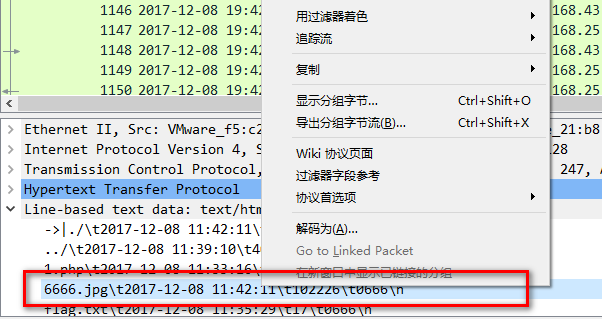 1146 2017-12-08 19:42
168.43
用过滤器着色
1147 2017-12-08 19:42
168.25
追踪流
1148 2017-12-08 19:42
168.43
1149 2017-12-08 19:42
168.25
复制
1150 2017-12-08 19:42
168.25
显示分组字节... Ctrl+Shift+O
导出分组字节流(B)... Ctrl+Shift+X
Ethernet II, Src: VMware_f5:c2
e_21:b8
Wiki 协议页面
Internet Protocol Version 4, S
128
过滤器字段参考
Transmission Control Protocol,
247, A
协议首选项
Hypertext Transfer Protocol
Line-based text data: text/htm
解码为(A)...
->|./\t2017-12-08 11:42:11\t
Go to Linked Packet
../\t2017-12-08 11:39:10\t4
在新窗口中显示已链接的分组
1.php\t2017-12-08 11:33:16\
6666.jpg\t2017-12-08 11:42:11\t102226\t0666\n
flag.txt\t2017-12-08 11:35:29\t17\t0666\n